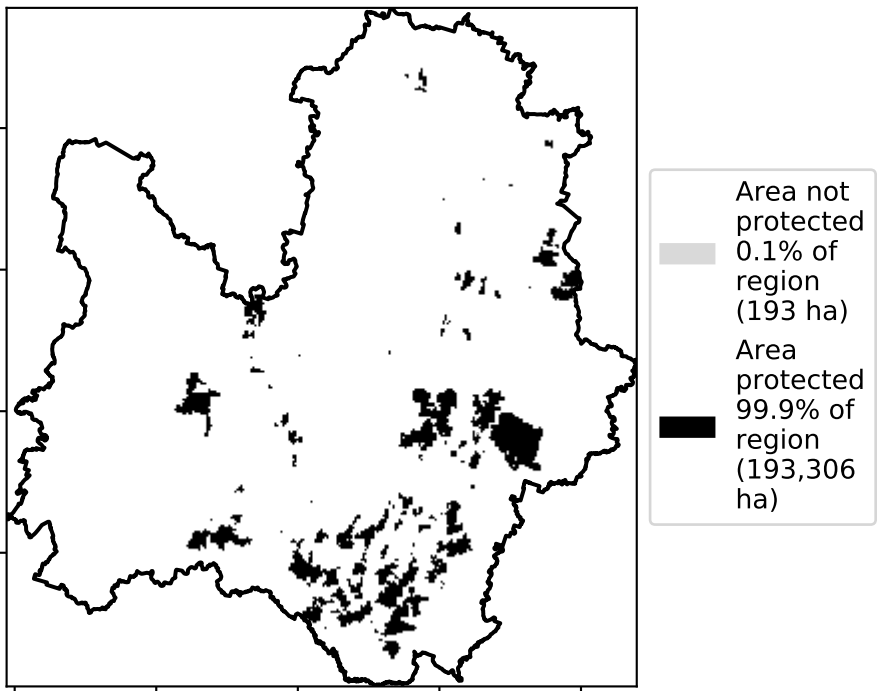 Area not
protected
0.1% of
region
(193 ha)
Area
protected
99.9% of
region
(193,306
ha)